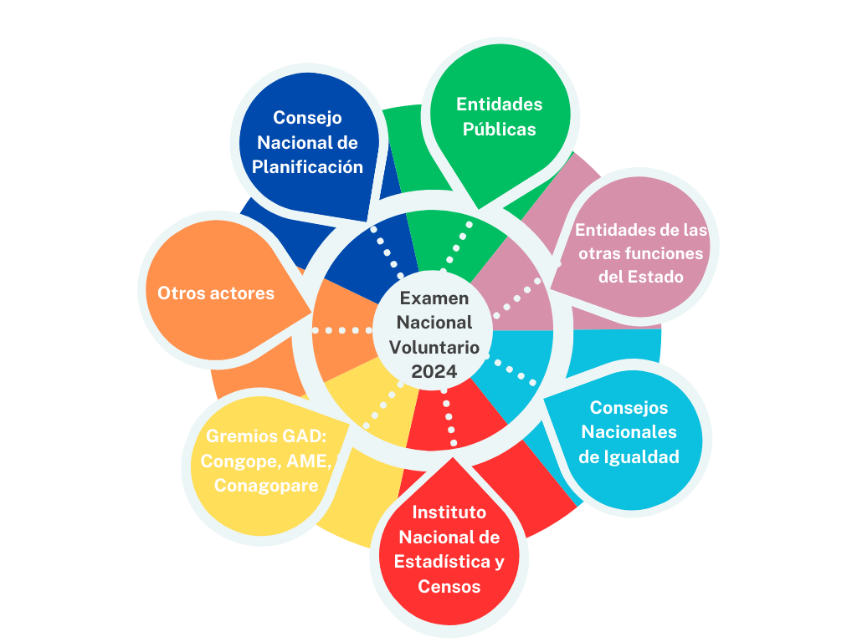 Entidades
Públicas
Consejo
Nacional de
Planificación
Entidades de las
otras funciones
del Estado
Otros actores
Examen
Nacional
Voluntario
2024
Consejos
Nacionales
de Igualdad
Gremios GAD:
Congope, AME,
Conagopare
Instituto
Nacional de
Estadística y
Censos